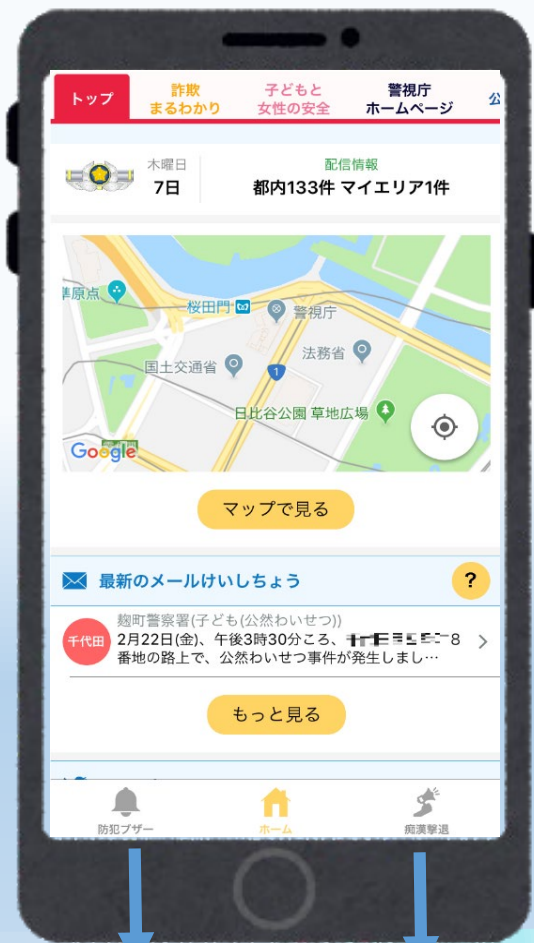 トップ
詐欺
まるわかり
子どもと
女性の安全
警視庁
ホームページ
公
木曜日
7日
配信情報
都内133件 マイエリア1件
準原点
桜田門
警視庁
国土交通省
法務省
1
日比谷公園 草地広場
Google
マップで見る
最新のメールけいしちょう
?
千代田
麹町警察署(子ども(公然わいせつ))
2月22日(金)、午後3時30分ころ、
8
番地の路上で、公然わいせつ事件が発生しまし…
もっと見る
防犯ブザー
ホーム
痴漢撃退